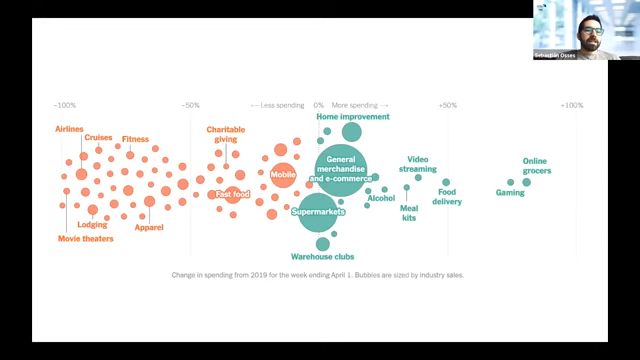 Sebastián Osses
-100%
-50%
←— Less spending
0%
More spending —→
+50%
+100%
Home improvement
Airlines
Cruises
Fitness
Charitable
giving
General
merchandise
and e-commerce
Mobile
Video
streaming
Online
grocers
Fast food
Supermarkets
Alcohol
Meal
kits
Food
delivery
Gaming
Lodging
Apparel
Movie theaters
Warehouse clubs
Change in spending from 2019 for the week ending April 1. Bubbles are sized by industry sales.